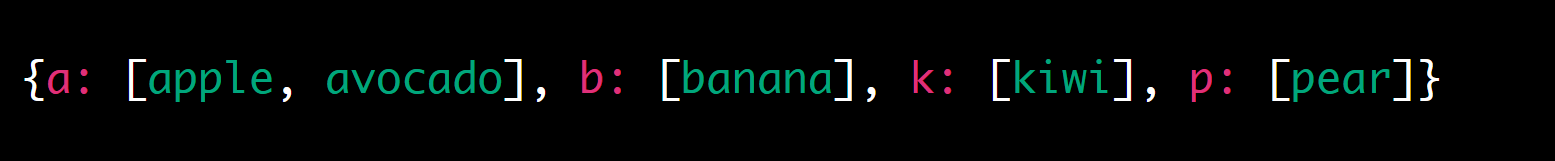 {a: [apple, avocado], b: [banana], k: [kiwi], p: [pear]}